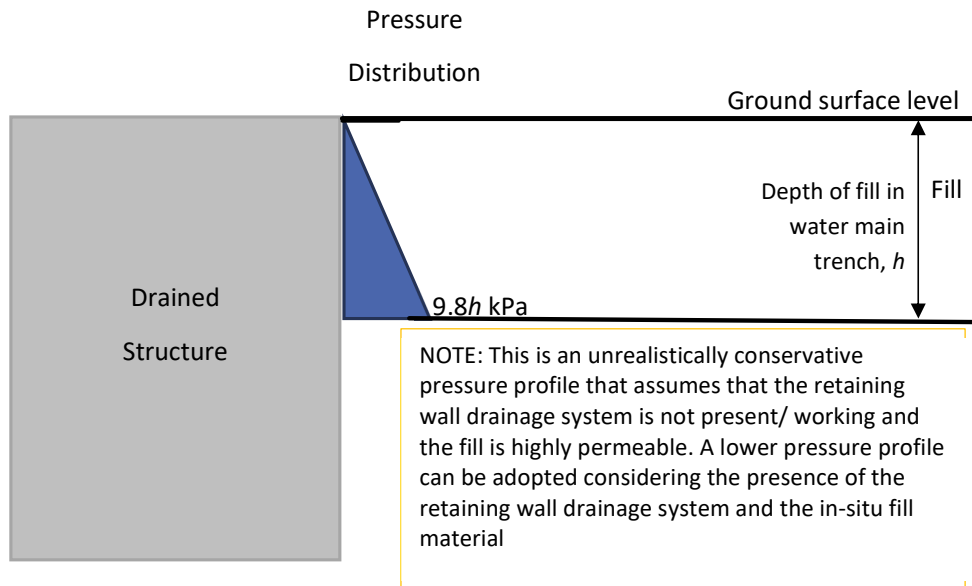 Pressure
Distribution
Ground surface level
Depth of fill in
water main
trench, h
Fill
Drained
Structure
9.8h kPa
NOTE: This is an unrealistically conservative
pressure profile that assumes that the retaining
wall drainage system is not present/ working and
the fill is highly permeable. A lower pressure profile
can be adopted considering the presence of the
retaining wall drainage system and the in-situ fill
material